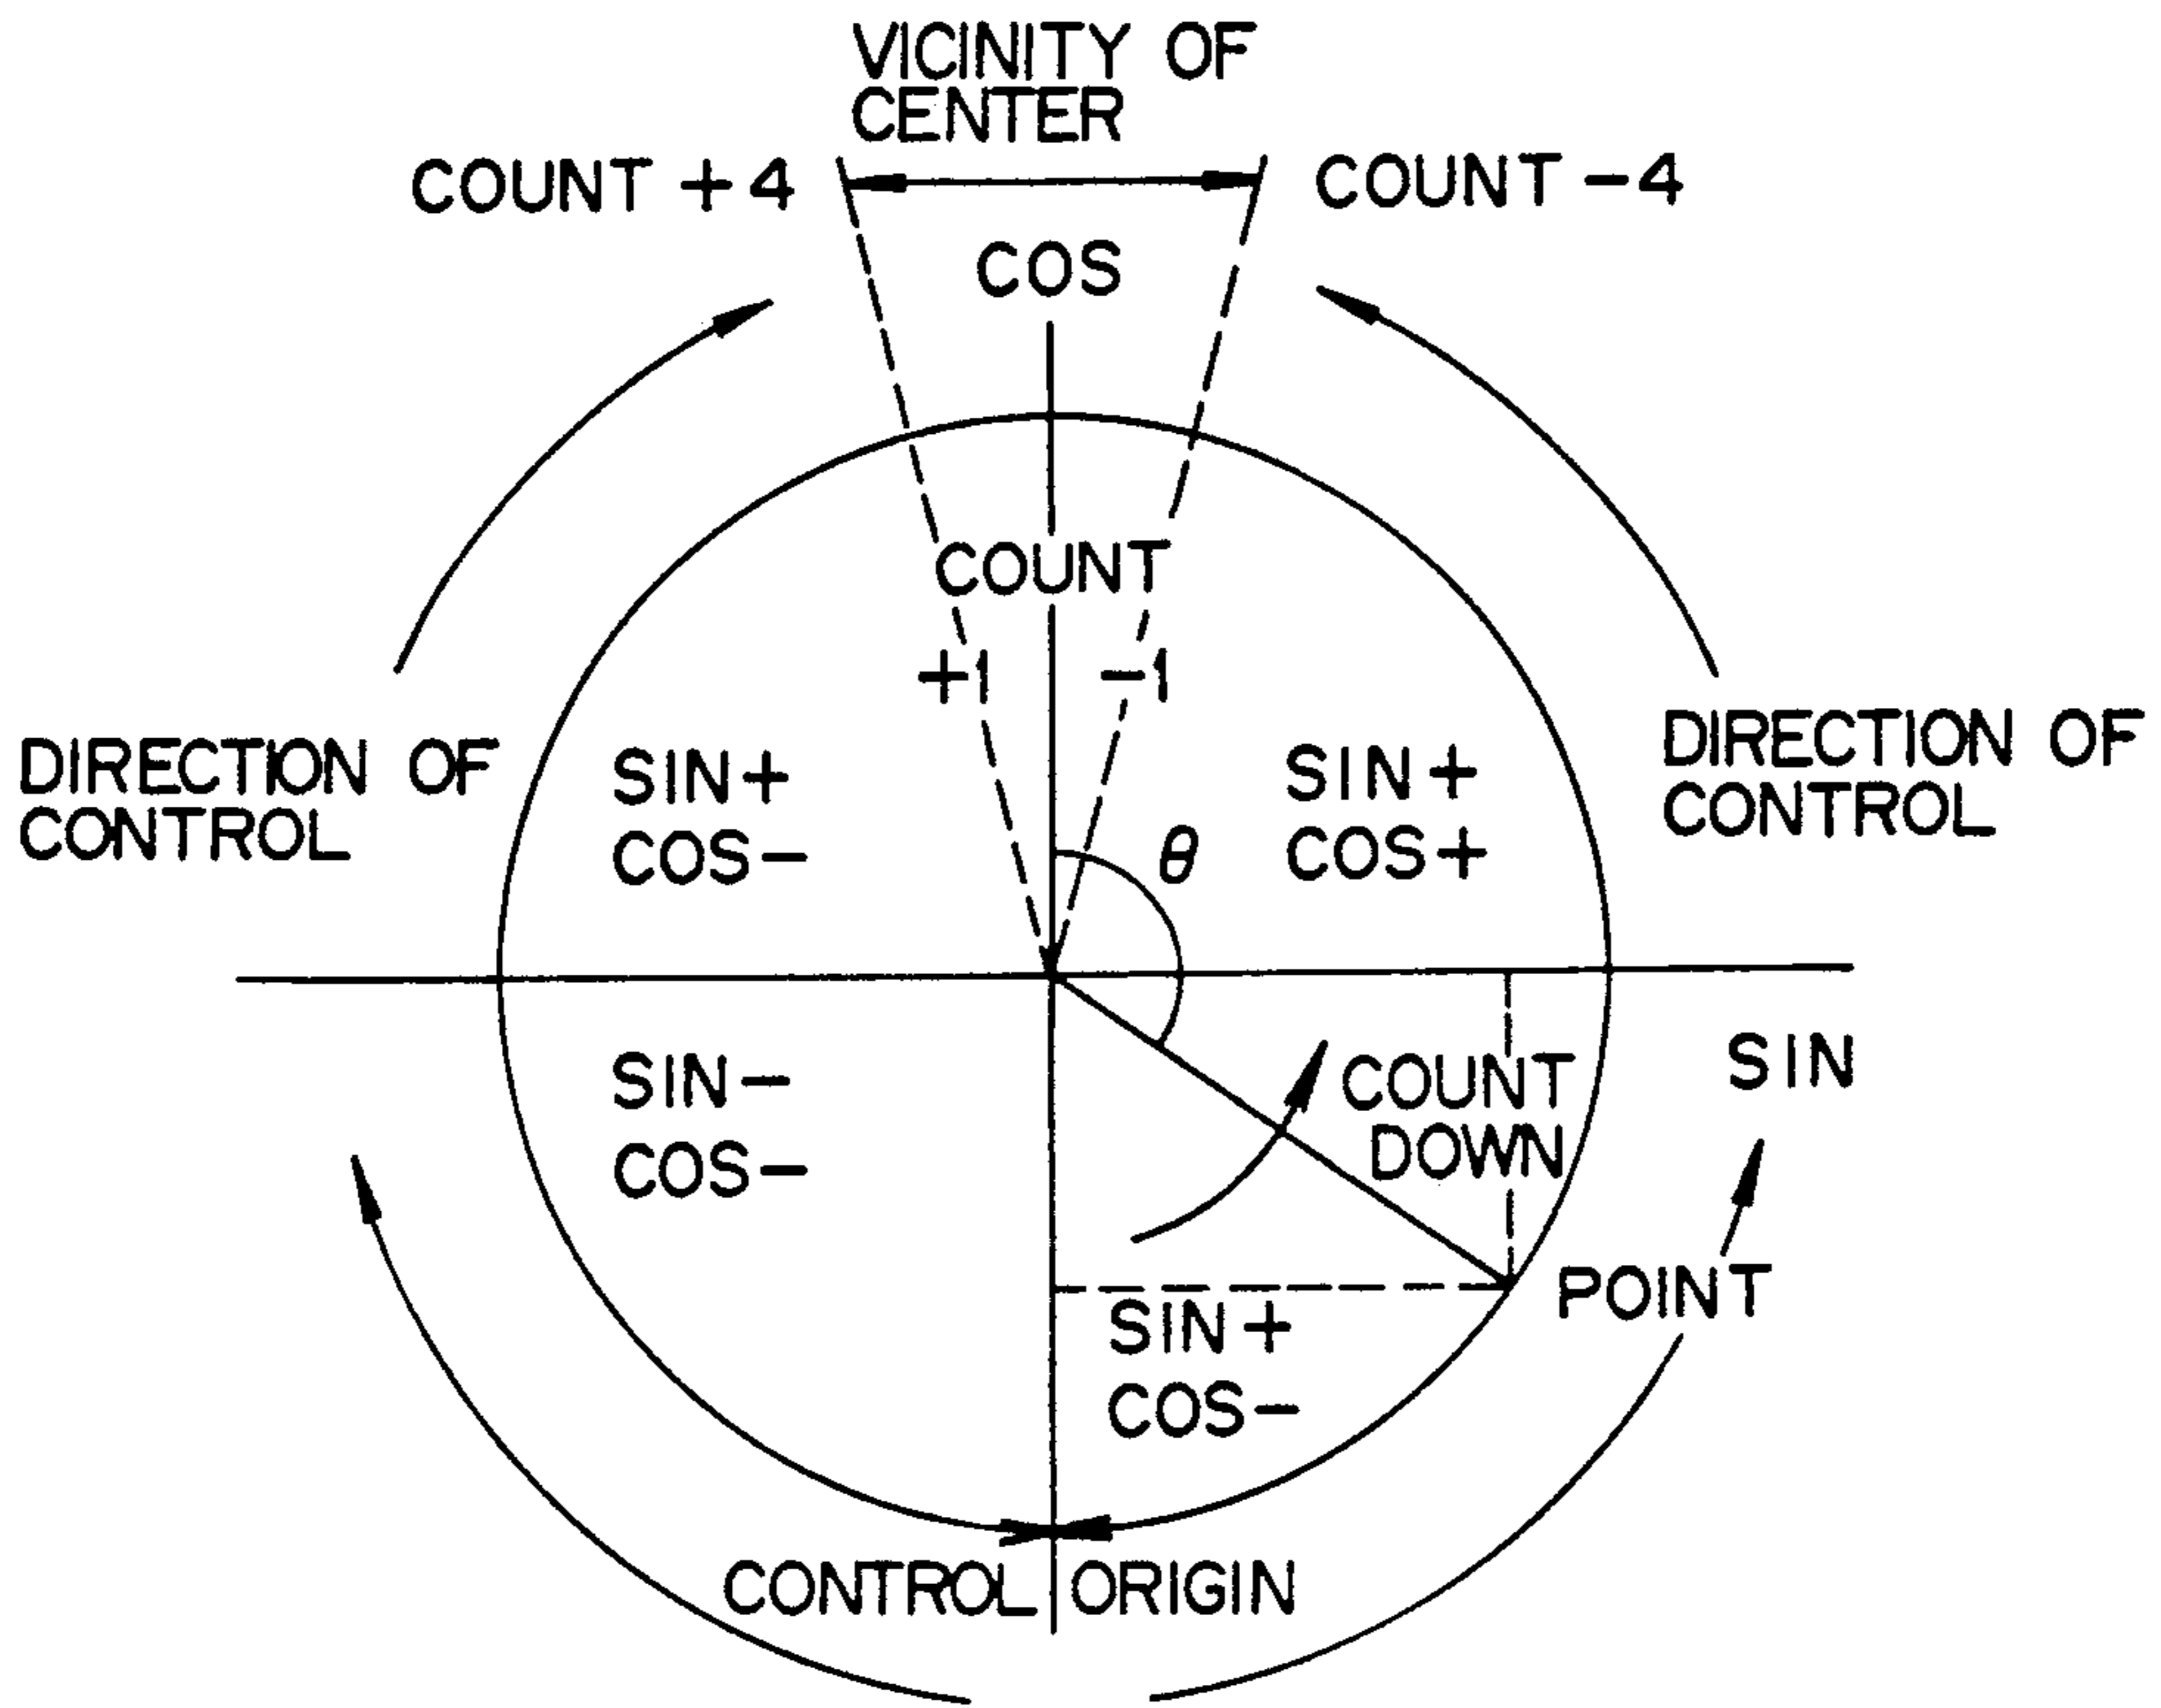 VICINITY OF
CENTER
COUNT +4
COUNT -4
COS
COUNT
+1 -1
DIRECTION OF
CONTROL
SIN+
COS-
θ
SIN+
COS+
DIRECTION OF
CONTROL
SIN-
COS-
COUNT
DOWN
SIN
POINT
SIN+
COS-
CONTROL ORIGIN